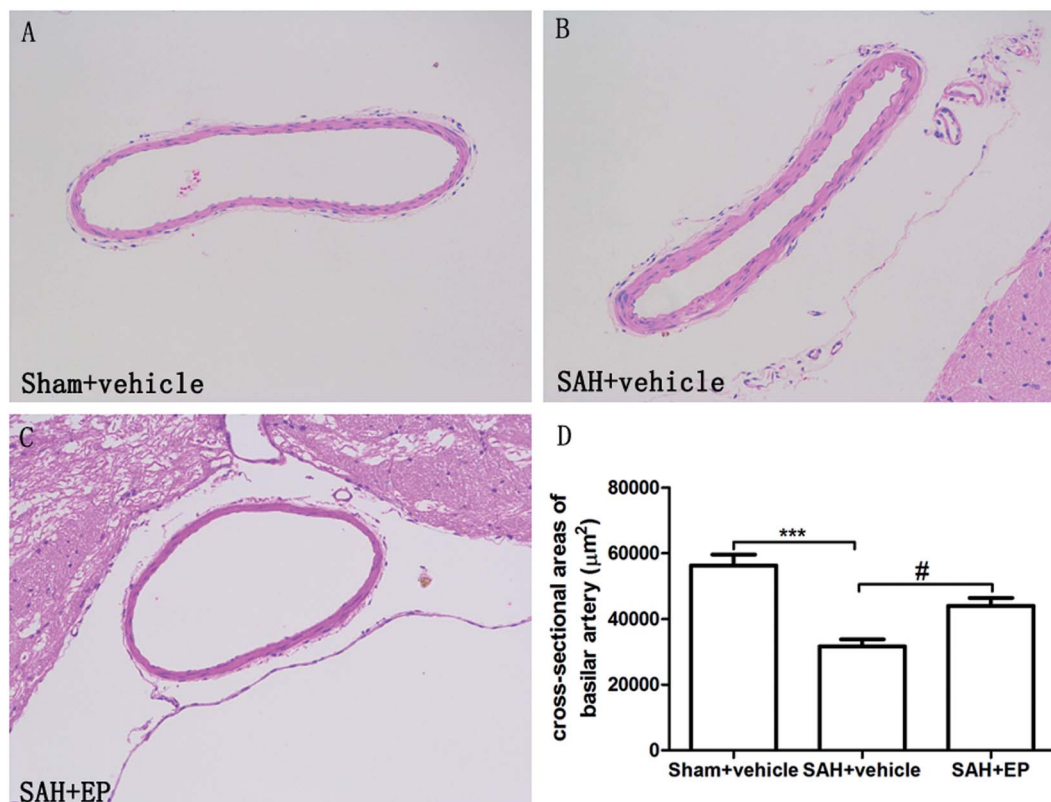 A
Sham+vehicle
B
SAH+vehicle
C
SAH+EP
D
cross-sectional areas of
basilar artery (μm²)
80000
60000
40000
20000
0
***
#
Sham+vehicle SAH+vehicle SAH+EP